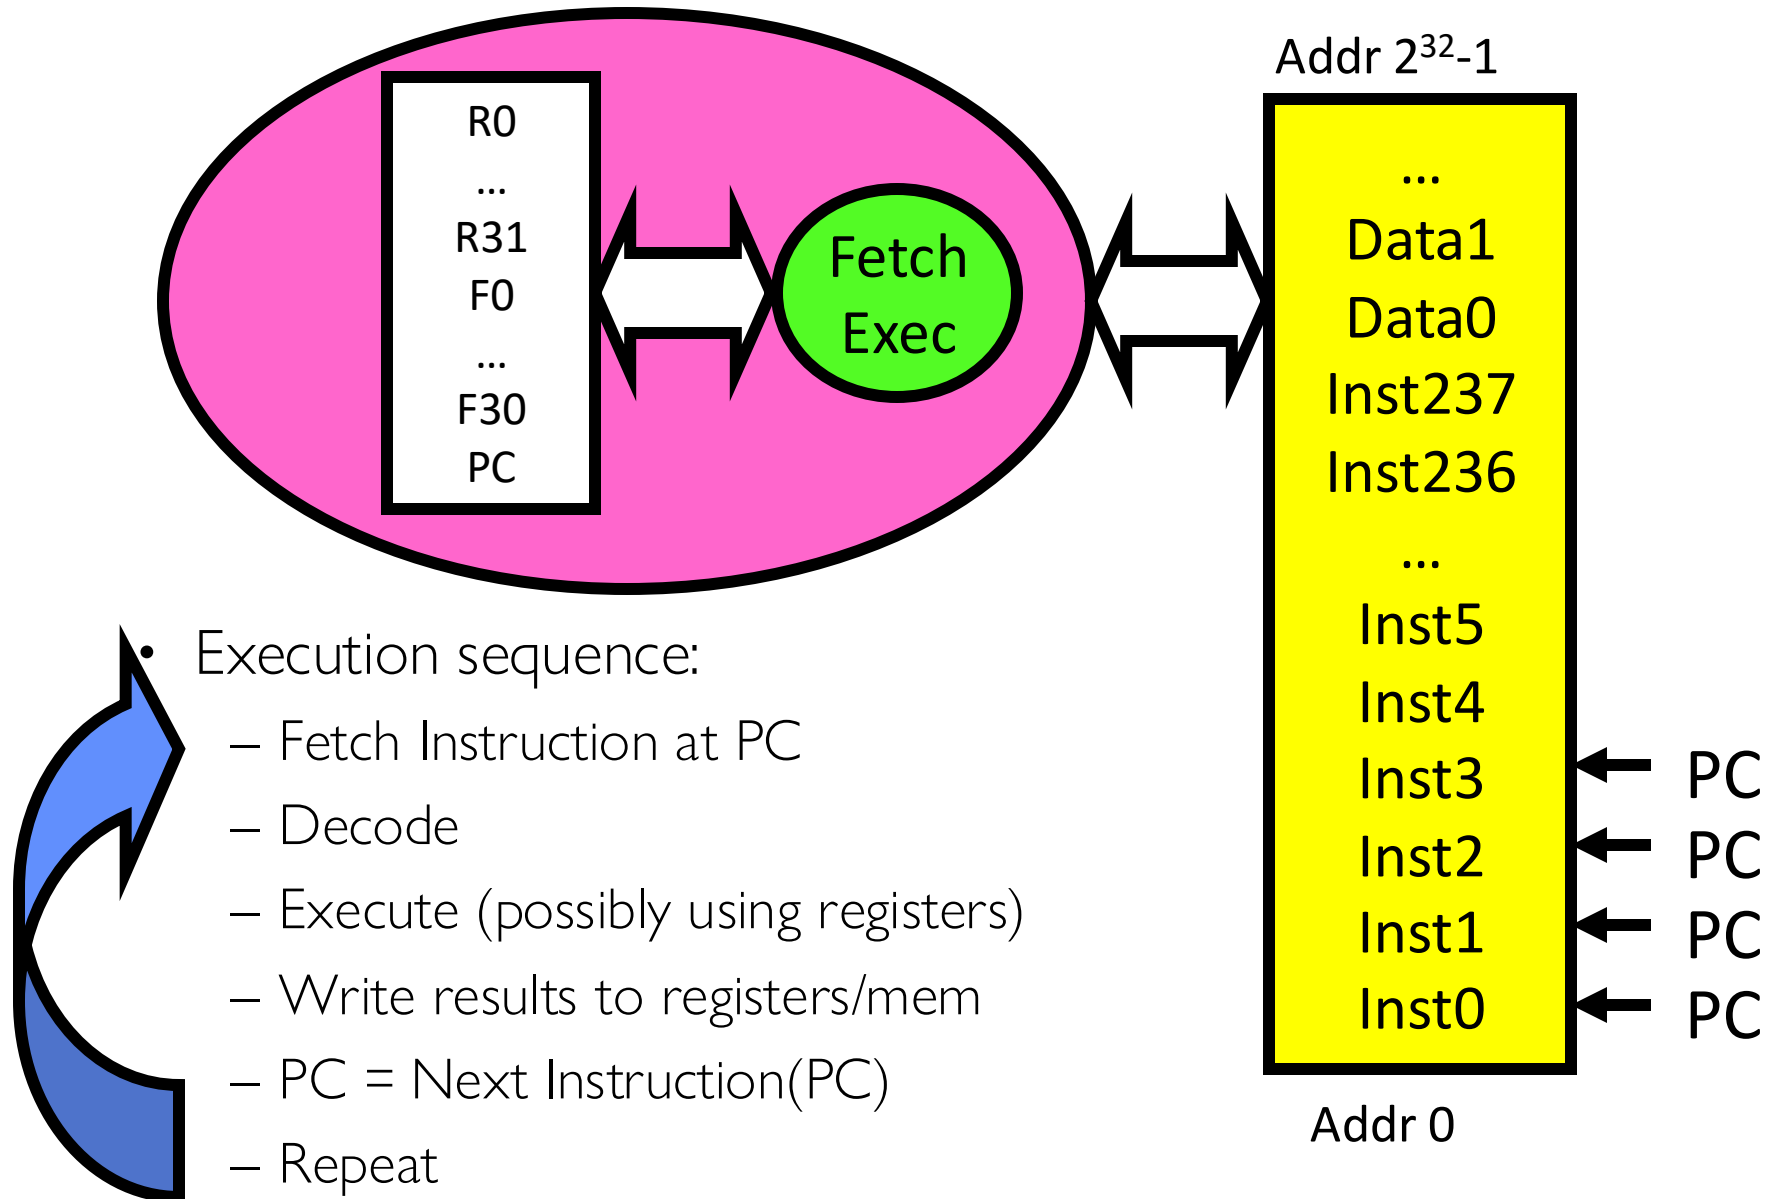 R0
...
R31
F0
...
F30
PC
Fetch
Exec
Addr 2³²-1
...
Data1
Data0
Inst237
Inst236
...
Inst5
Inst4
Inst3
Inst2
Inst1
Inst0
Addr 0
PC
PC
PC
PC
• Execution sequence:
– Fetch Instruction at PC
– Decode
– Execute (possibly using registers)
– Write results to registers/mem
– PC = Next Instruction(PC)
– Repeat